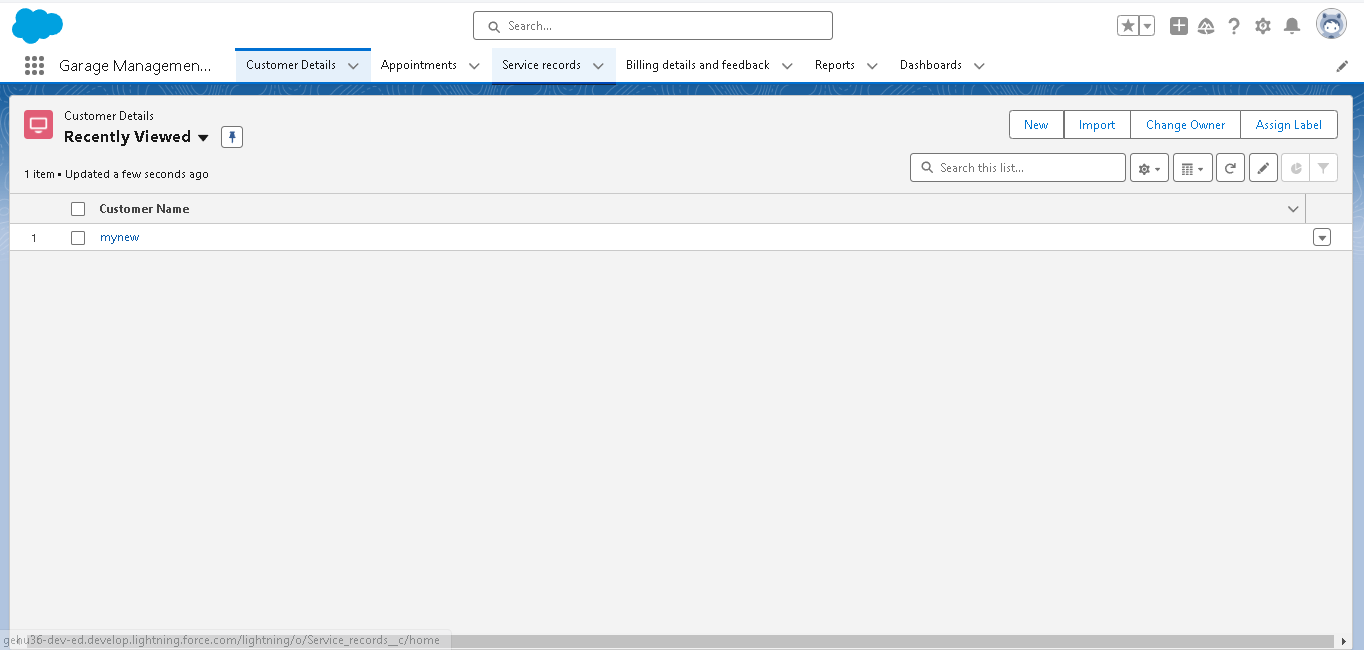 Search...
Garage Managemen...
Customer Details
Appointments
Service records
Billing details and feedback
Reports
Dashboards
Customer Details
Recently Viewed
New
Import
Change Owner
Assign Label
1 item • Updated a few seconds ago
Search this list...
Customer Name
1
mynew
gehu36-dev-ed.develop.lightning.force.com/lightning/o/Service_records__c/home